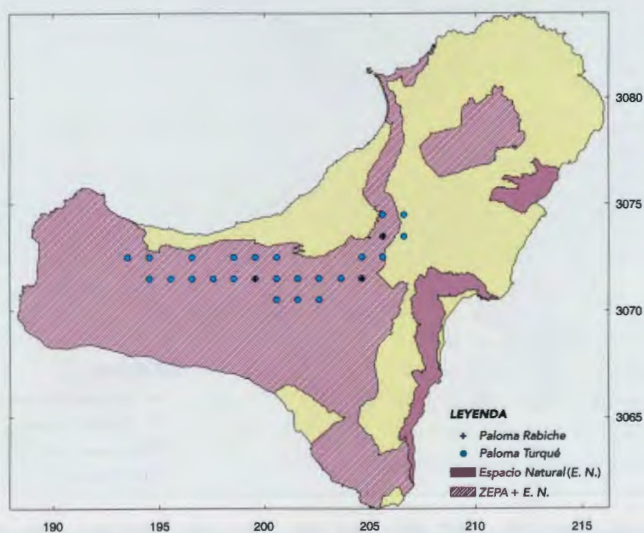 3080
3075
3070
3065
LEYENDA
Paloma Rabiche
Paloma Turqué
Espacio Natural (E. N.)
ZEPA + E. N.
190 195 200 205 210 215